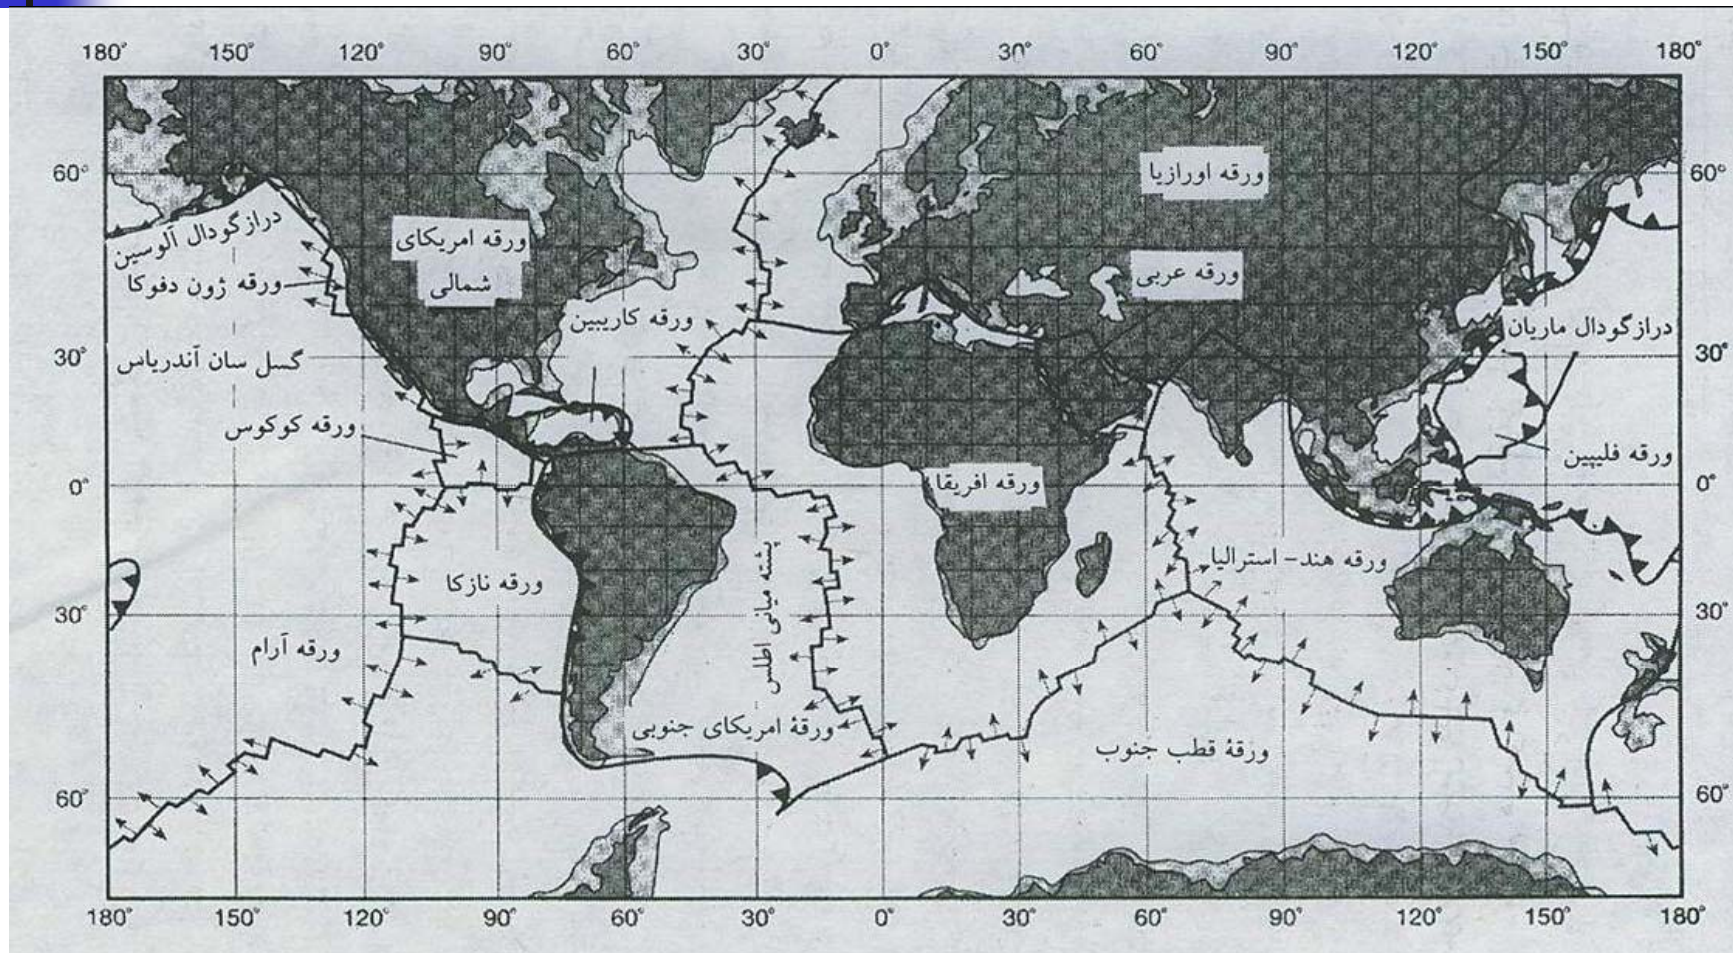 180° 150° 120° 90° 60° 30° 0° 30° 60° 90° 120° 150° 180°
60° 60°
ورقه اورازیا
درازگودال آلوسین
ورقه امریکای
شمالی
ورقه ژون دفوکا
ورقه عربی
ورقه کاریبین
درازگودال ماریان
30° 30°
گسل سان آندریاس
ورقه کوکوس
ورقه فلیپین
0° 0°
ورقه افریقا
ورقه هند - استرالیا
ورقه نازکا
پشته میانی اطلسی
30° 30°
ورقه آرام
ورقهٔ امریکای جنوبی
ورقهٔ قطب جنوب
60° 60°
180° 150° 120° 90° 60° 30° 0° 30° 60° 90° 120° 150° 180°